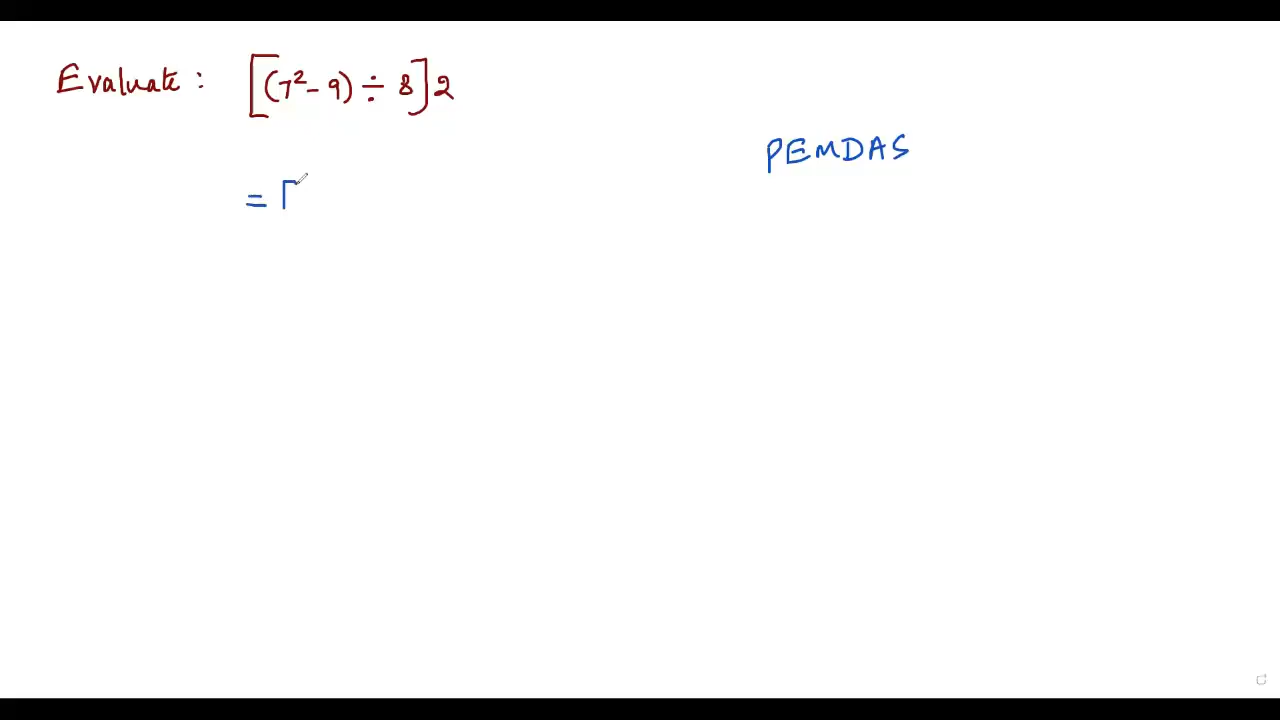 Evaluate : [(7² - 9) ÷ 8] 2
PEMDAS
= [